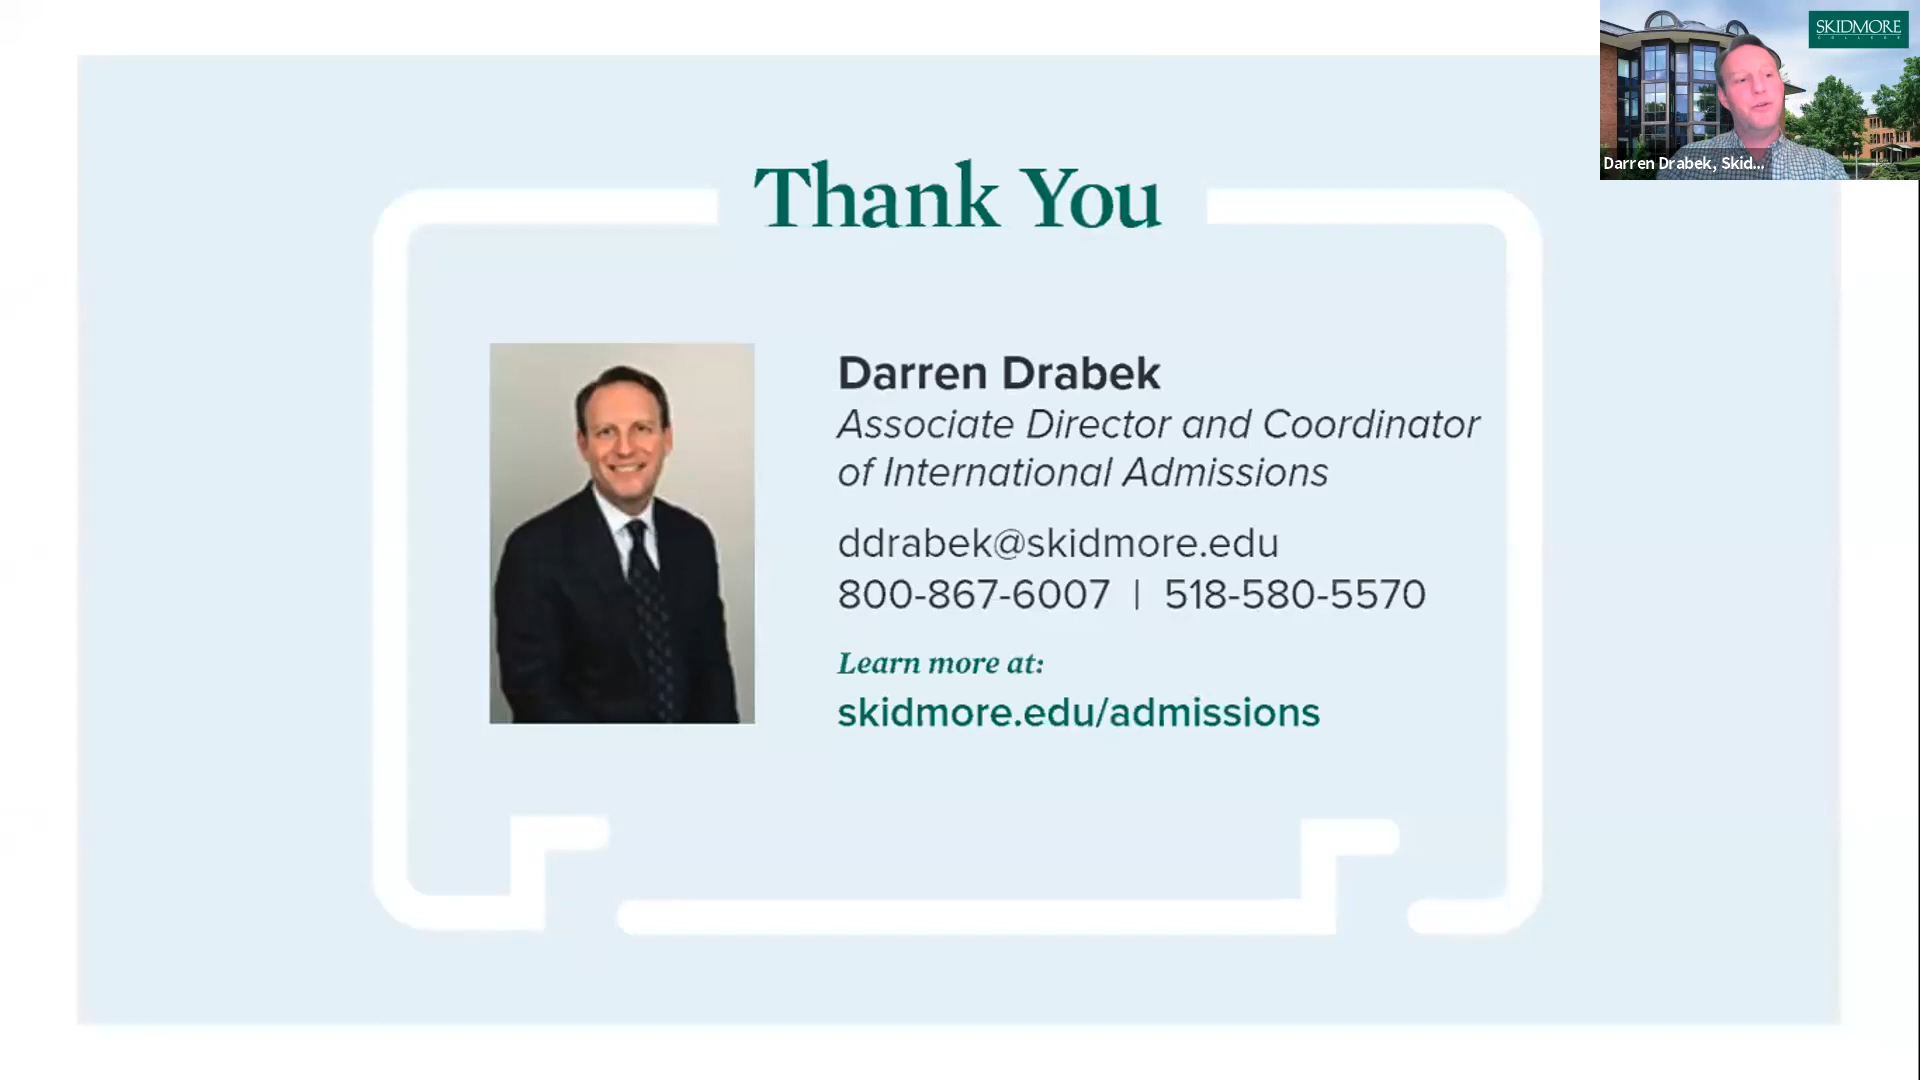 SKIDMORE
COLLEGE
Darren Drabek, Skid...
Thank You
Darren Drabek
Associate Director and Coordinator
of International Admissions
ddrabek@skidmore.edu
800-867-6007 | 518-580-5570
Learn more at:
skidmore.edu/admissions